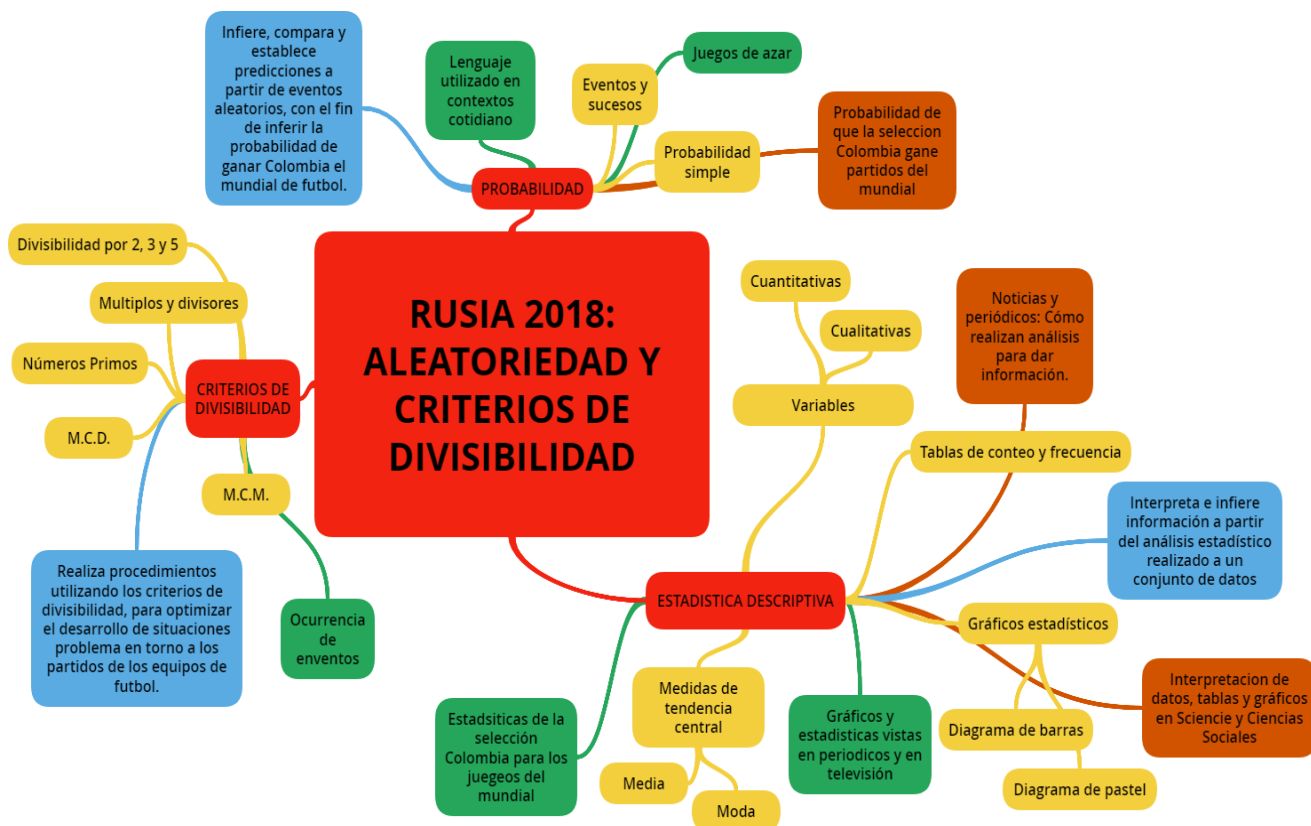 Infiere, compara y
establece
predicciones a
partir de eventos
aleatorios, con el fin
de inferir la
probabilidad de
ganar Colombia el
mundial de futbol.
Lenguaje
utilizado en
contextos
cotidiano
Eventos y
sucesos
Juegos de azar
Probabilidad
simple
Probabilidad de
que la seleccion
Colombia gane
partidos del
mundial
PROBABILIDAD
RUSIA 2018:
ALEATORIEDAD Y
CRITERIOS DE
DIVISIBILIDAD
Divisibilidad por 2, 3 y 5
Multiplos y divisores
Números Primos
CRITERIOS DE
DIVISIBILIDAD
M.C.D.
M.C.M.
Realiza procedimientos
utilizando los criterios
de divisibilidad, para optimizar
el desarrollo de situaciones
problema en torno a los
partidos de los equipos de
futbol.
Ocurrencia
de
enventos
Cuantitativas
Cualitativas
Variables
Noticias y
periódicos: Cómo
realizan análisis
para dar
información.
Tablas de conteo y frecuencia
Interpreta e infiere
información a partir
del análisis estadístico
realizado a un
conjunto de datos
ESTADISTICA DESCRIPTIVA
Gráficos estadísticos
Diagrama de barras
Diagrama de pastel
Interpretacion de
datos, tablas y gráficos
en Sciencie y Ciencias
Sociales
Medidas de
tendencia
central
Media
Moda
Gráficos y
estadisticas vistas
en periodicos y en
televisión
Estadsiticas de la
selección
Colombia para los
juegeos del
mundial